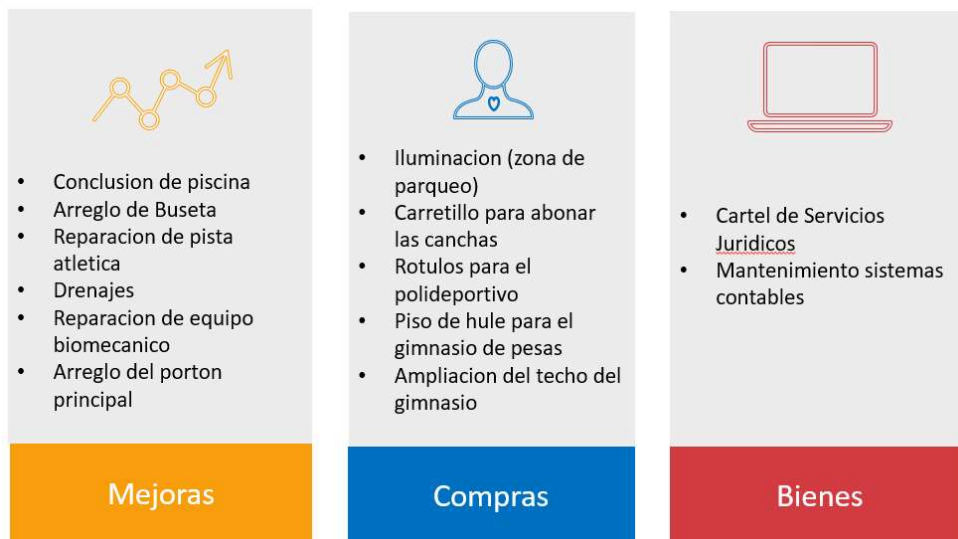 • Conclusion de piscina
• Arreglo de Buseta
• Reparacion de pista
atletica
• Drenajes
• Reparacion de equipo
biomecanico
• Arreglo del porton
principal
Mejoras
• Iluminacion (zona de
parqueo)
• Carretillo para abonar
las canchas
• Rotulos para el
polideportivo
• Piso de hule para el
gimnasio de pesas
• Ampliacion del techo del
gimnasio
Compras
• Cartel de Servicios
Juridicos
• Mantenimiento sistemas
contables
Bienes